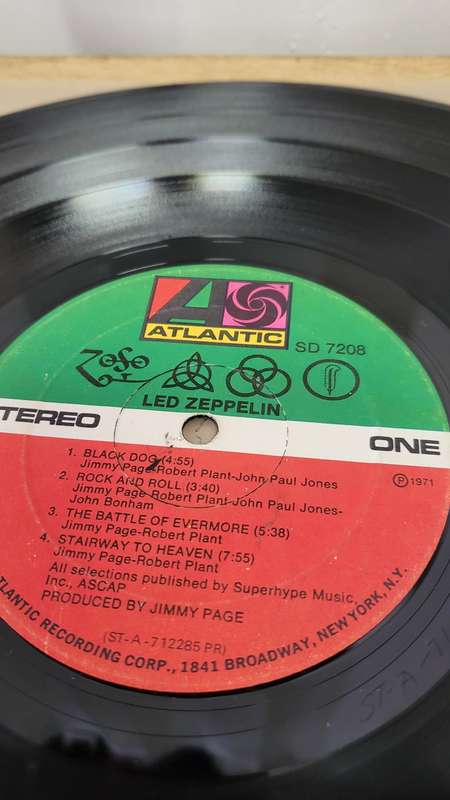 ATLANTIC
SD 7208
LED ZEPPELIN
STEREO
ONE
1. BLACK DOG (4:55)
Jimmy Page-Robert Plant-John Paul Jones
2. ROCK AND ROLL (3:40)
Jimmy Page-Robert Plant-John Paul Jones-
John Bonham
3. THE BATTLE OF EVERMORE (5:38)
Jimmy Page-Robert Plant
4. STAIRWAY TO HEAVEN (7:55)
Jimmy Page-Robert Plant
All selections published by Superhype Music
Inc., ASCAP
PRODUCED BY JIMMY PAGE
℗ 1971
(ST-A-712285 PR)
ATLANTIC RECORDING CORP., 1841 BROADWAY, NEW YORK, N.Y.
ST-A-71